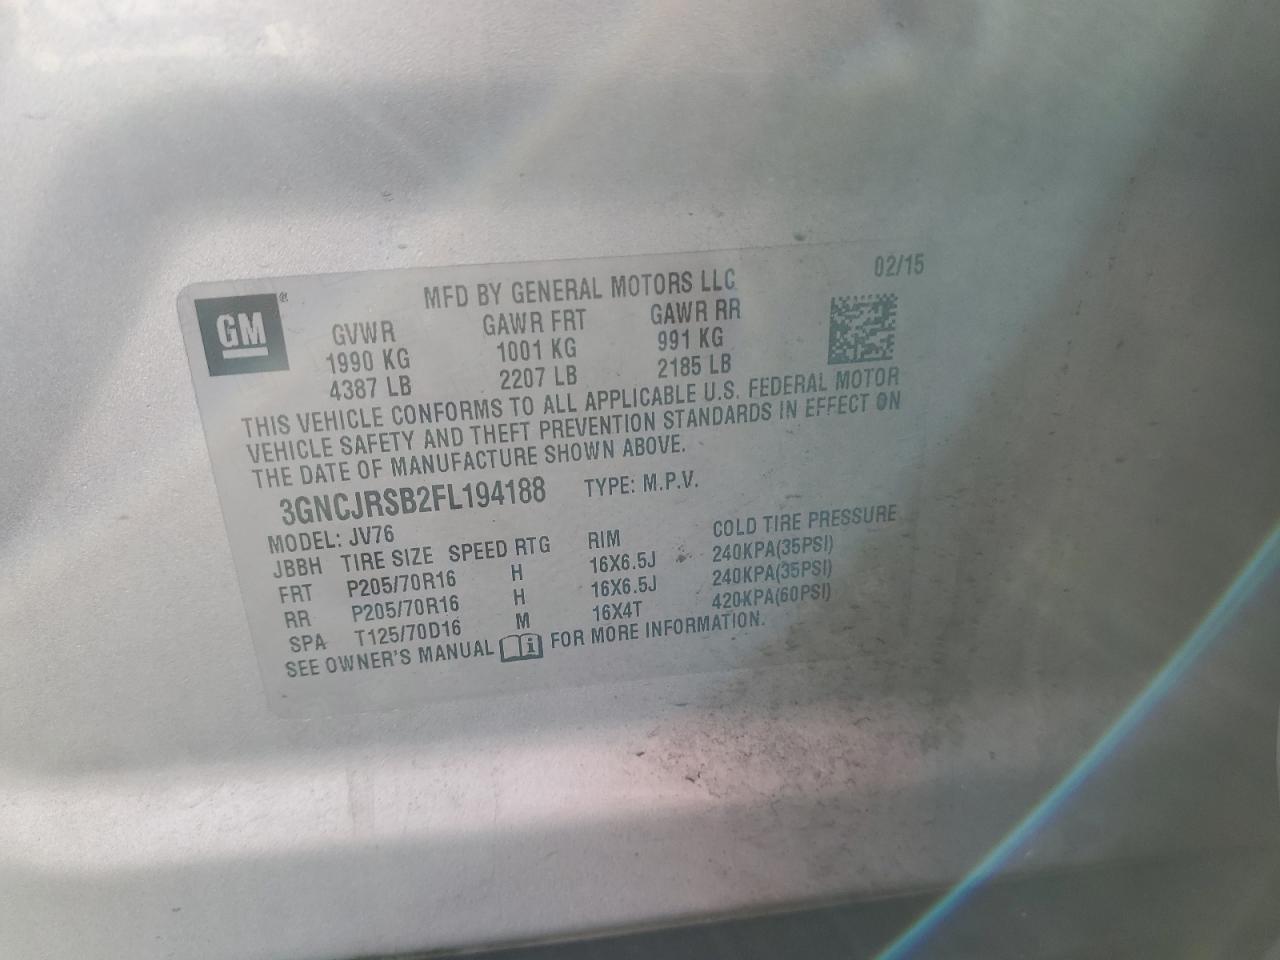 GM ®
MFD BY GENERAL MOTORS LLC 02/15
GVWR GAWR FRT GAWR RR
1990 KG 1001 KG 991 KG
4387 LB 2207 LB 2185 LB
THIS VEHICLE CONFORMS TO ALL APPLICABLE U.S. FEDERAL MOTOR
VEHICLE SAFETY AND THEFT PREVENTION STANDARDS IN EFFECT ON
THE DATE OF MANUFACTURE SHOWN ABOVE.
3GNCJRSB2FL194188 TYPE: M.P.V.
MODEL: JV76
JBBH TIRE SIZE SPEED RTG RIM COLD TIRE PRESSURE
FRT P205/70R16 H 16X6.5J 240KPA(35PSI)
RR P205/70R16 H 16X6.5J 240KPA(35PSI)
SPA T125/70D16 M 16X4T 420KPA(60PSI)
SEE OWNER'S MANUAL i FOR MORE INFORMATION.